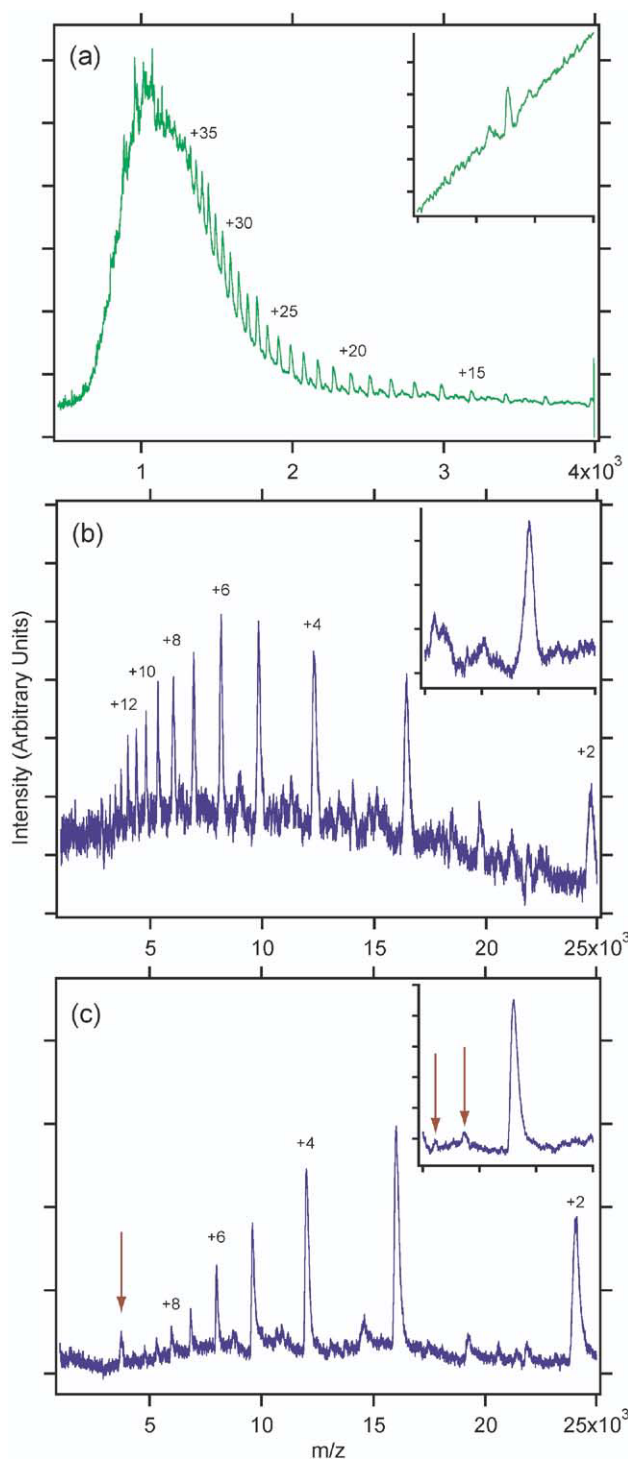 (a)
+35
+30
+25
+20
+15
1 2 3 4x10³
(b)
+6
+4
+8
+10
+12
+2
5 10 15 20 25x10³
Intensity (Arbitrary Units)
(c)
+4
+2
+6
+8
5 10 15 20 25x10³
m/z